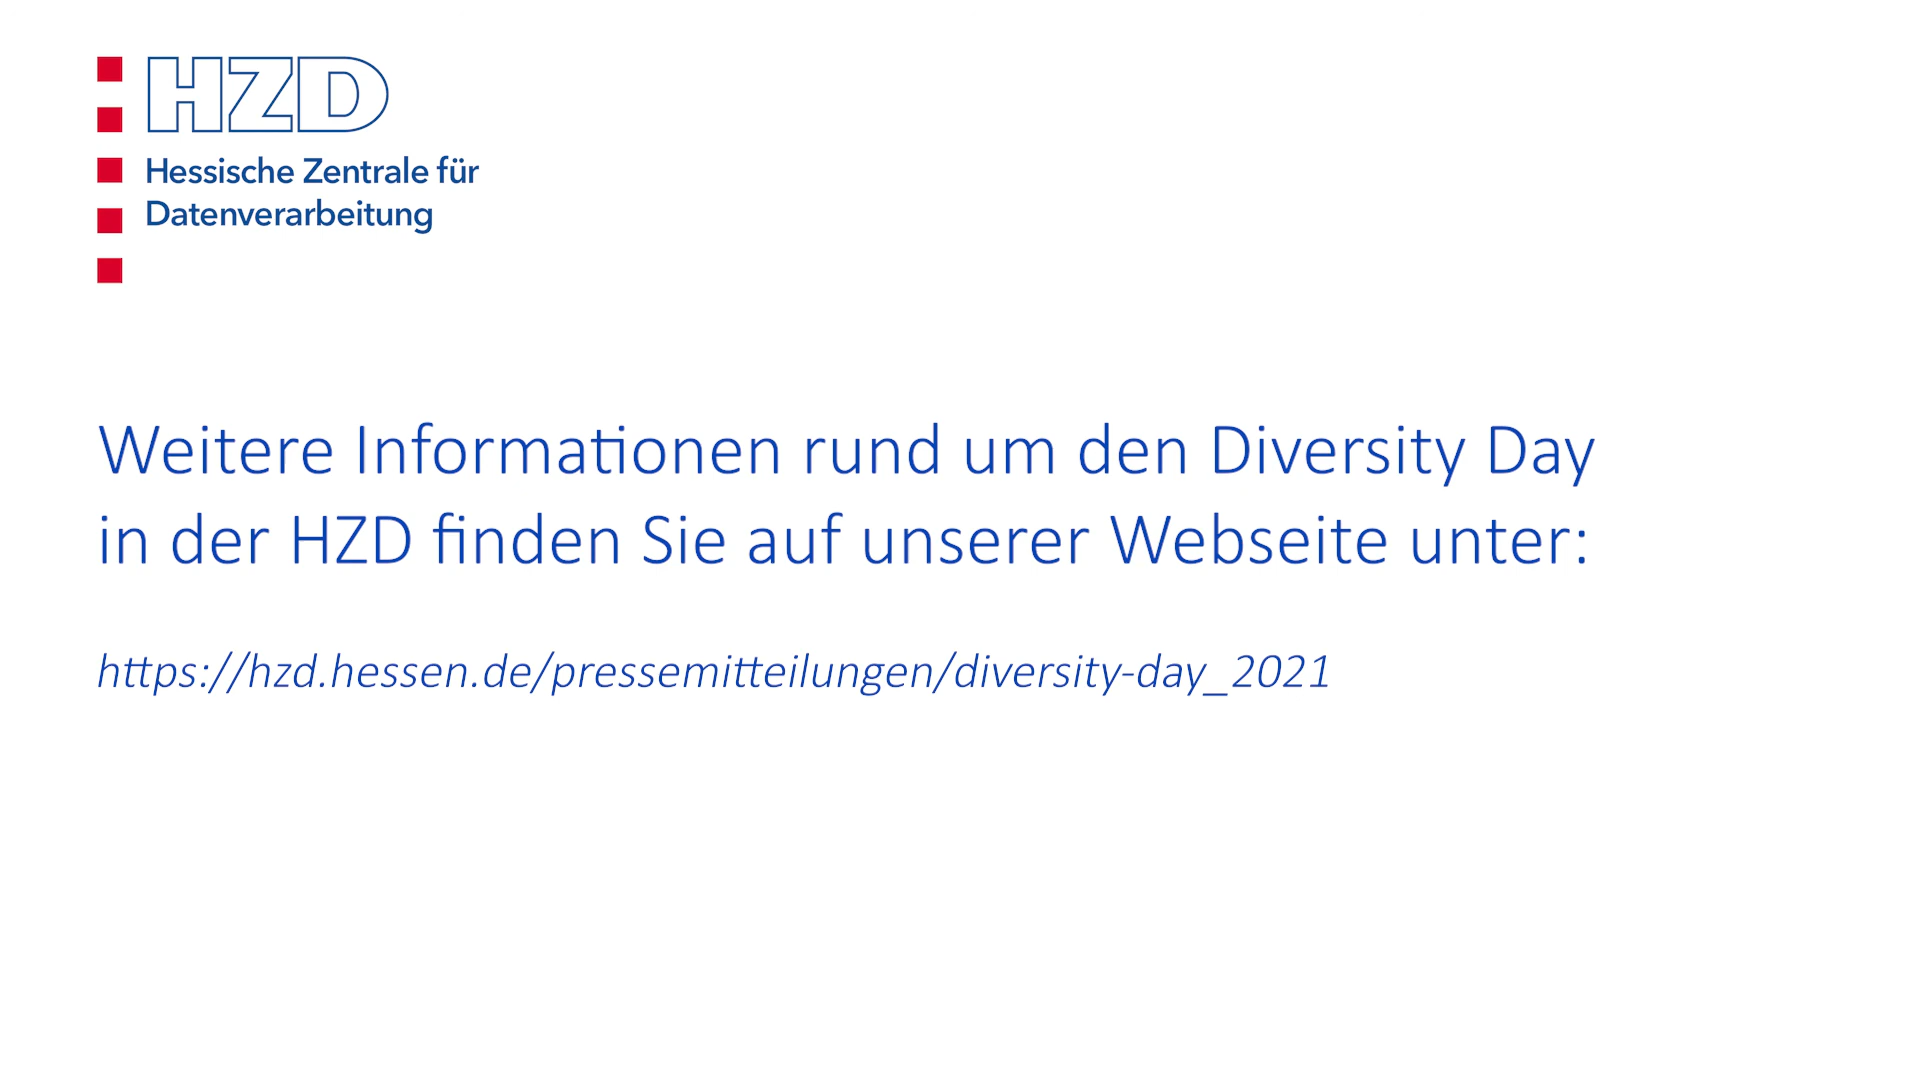 HZD
Hessische Zentrale für
Datenverarbeitung
Weitere Informationen rund um den Diversity Day
in der HZD finden Sie auf unserer Webseite unter:
https://hzd.hessen.de/pressemitteilungen/diversity-day_2021